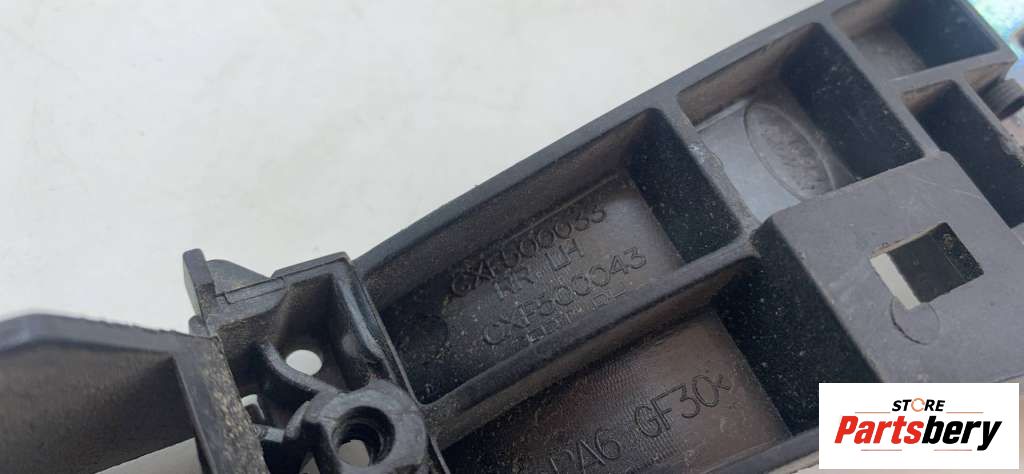 CXF500033
RR LH
CXF500043
PA6 GF30<
STORE
Partsbery